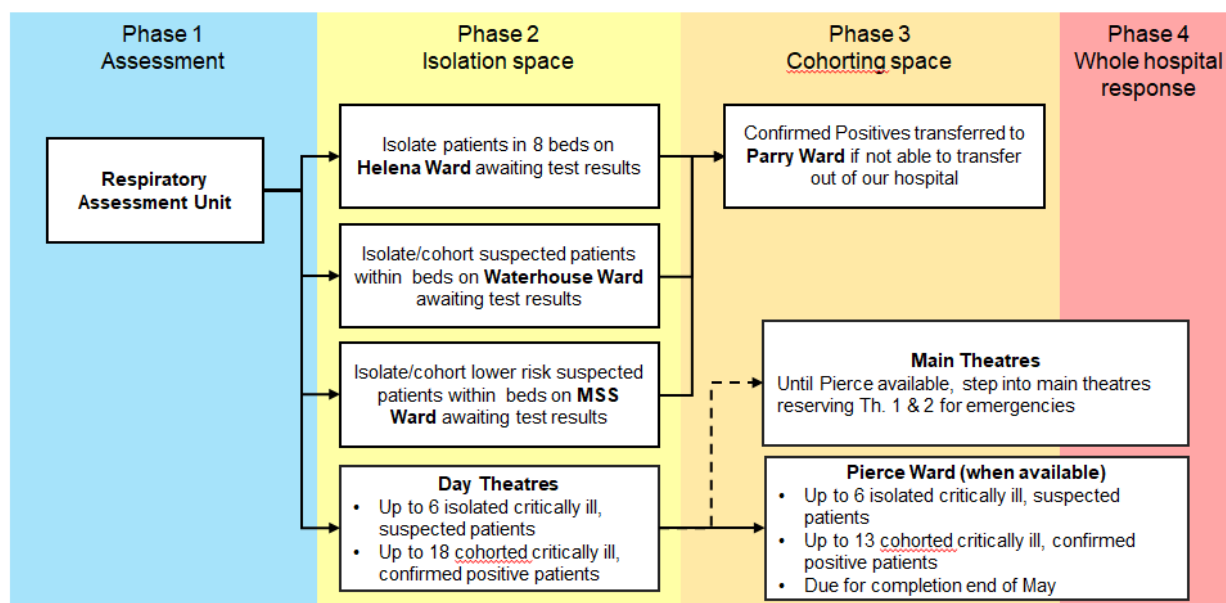 Phase 1
Assessment
Phase 2
Isolation space
Phase 3
Cohorting space
Phase 4
Whole hospital
response
Respiratory
Assessment Unit
Isolate patients in 8 beds on
Helena Ward awaiting test results
Isolate/cohort suspected patients
within beds on Waterhouse Ward
awaiting test results
Isolate/cohort lower risk suspected
patients within beds on MSS
Ward awaiting test results
Day Theatres
• Up to 6 isolated critically ill,
suspected patients
• Up to 18 cohorted critically ill,
confirmed positive patients
Confirmed Positives transferred to
Parry Ward if not able to transfer
out of our hospital
Main Theatres
Until Pierce available, step into main theatres
reserving Th. 1 & 2 for emergencies
Pierce Ward (when available)
• Up to 6 isolated critically ill, suspected
patients
• Up to 13 cohorted critically ill, confirmed
positive patients
• Due for completion end of May